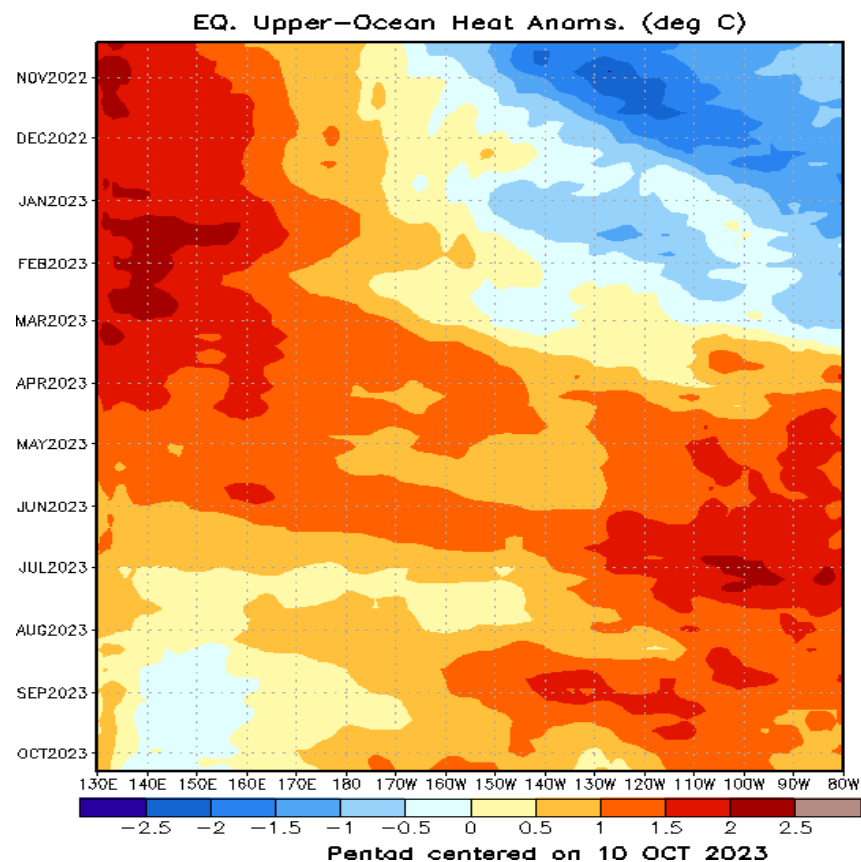 EQ. Upper-Ocean Heat Anoms. (deg C)
NOV2022
DEC2022
JAN2023
FEB2023
MAR2023
APR2023
MAY2023
JUN2023
JUL2023
AUG2023
SEP2023
OCT2023
130E 140E 150E 160E 170E 180 170W 160W 150W 140W 130W 120W 110W 100W 90W 80W
-2.5 -2 -1.5 -1 -0.5 0 0.5 1 1.5 2 2.5
Pentad centered on 10 OCT 2023